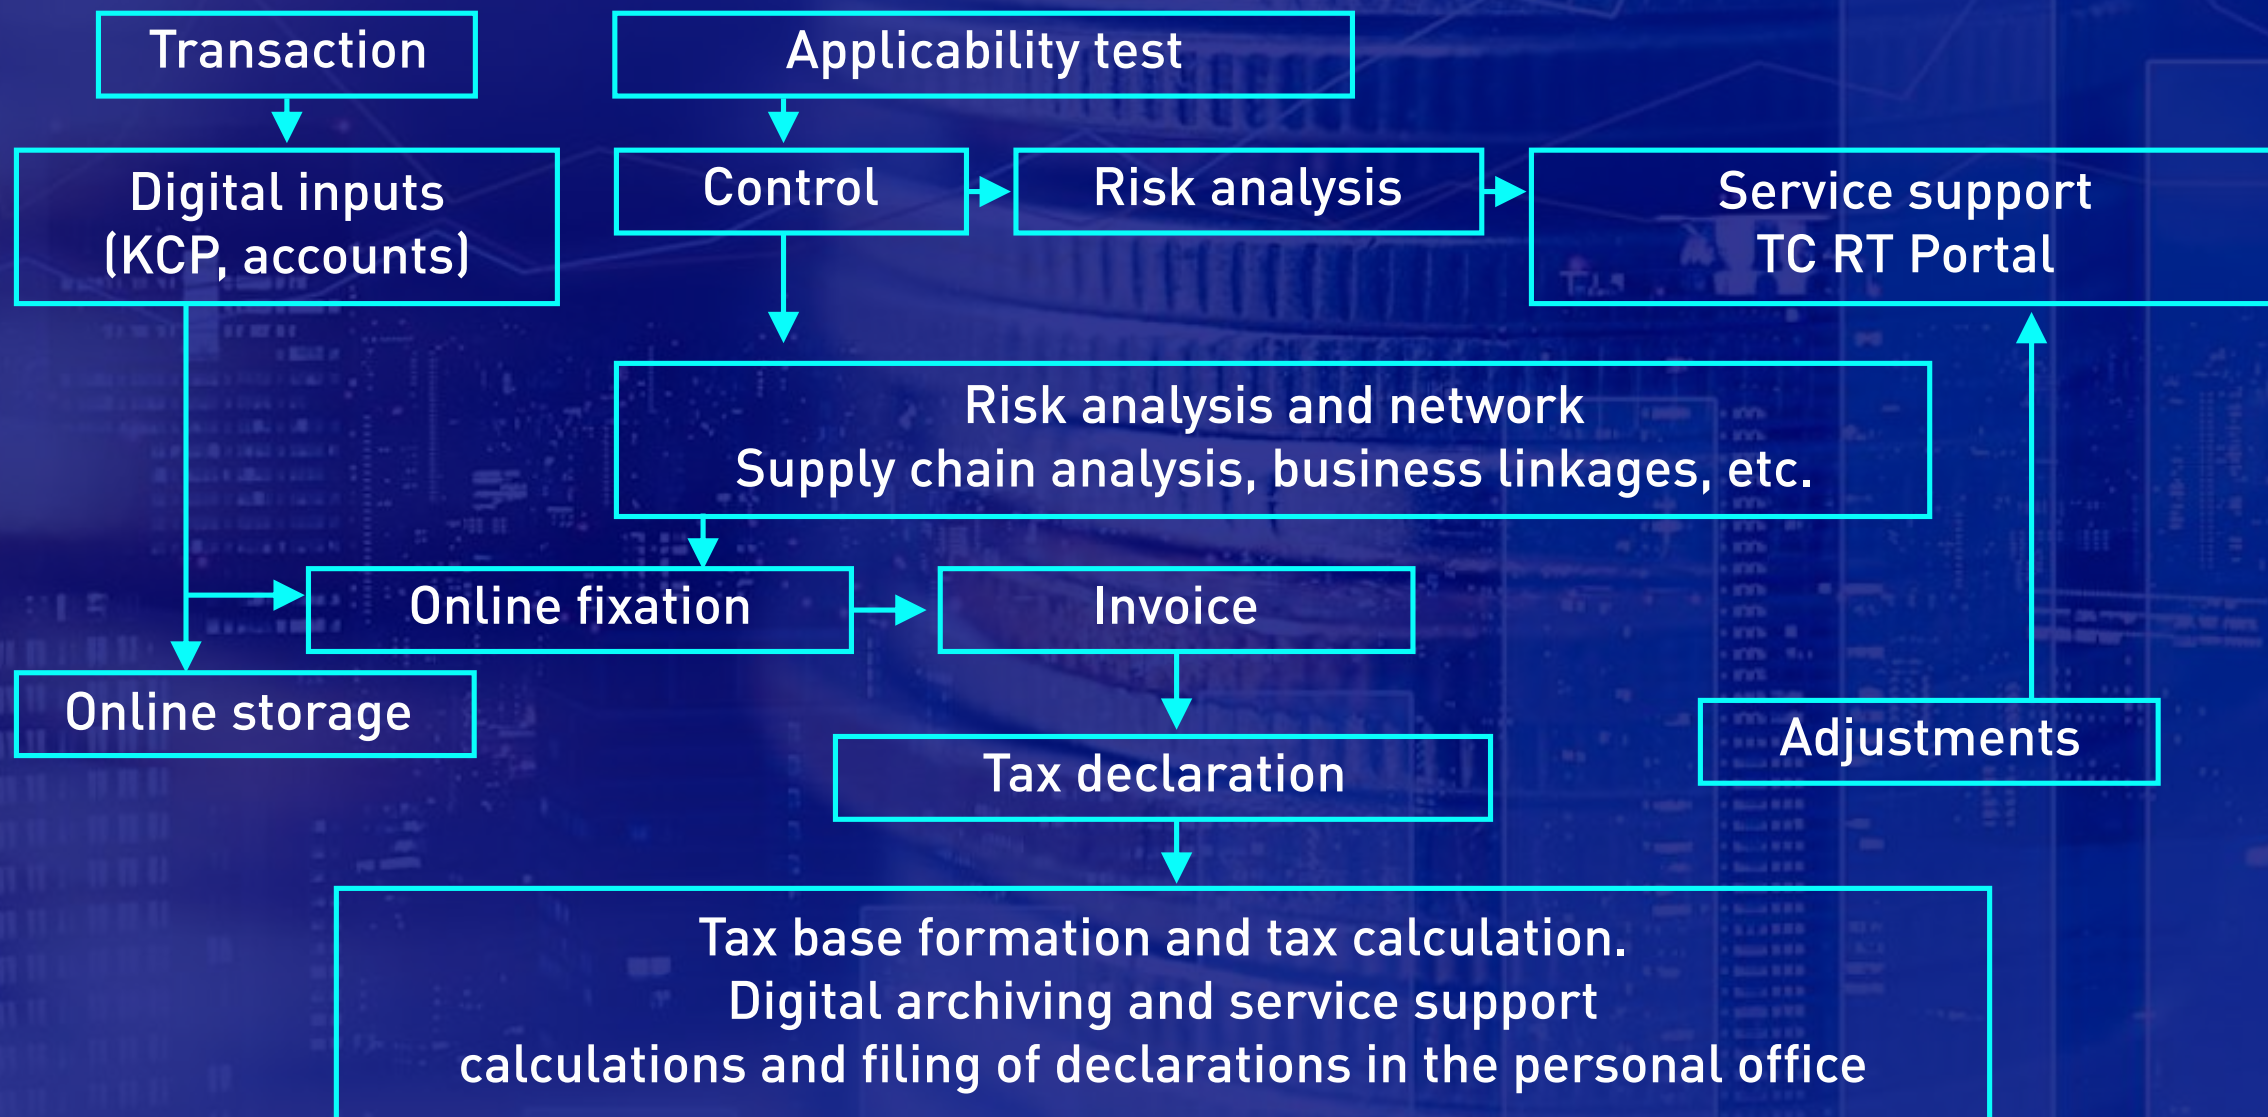 Transaction
Applicability test
Digital inputs
(KCP, accounts)
Control
Risk analysis
Service support
TC RT Portal
Risk analysis and network
Supply chain analysis, business linkages, etc.
Online fixation
Invoice
Online storage
Adjustments
Tax declaration
Tax base formation and tax calculation.
Digital archiving and service support
calculations and filing of declarations in the personal office